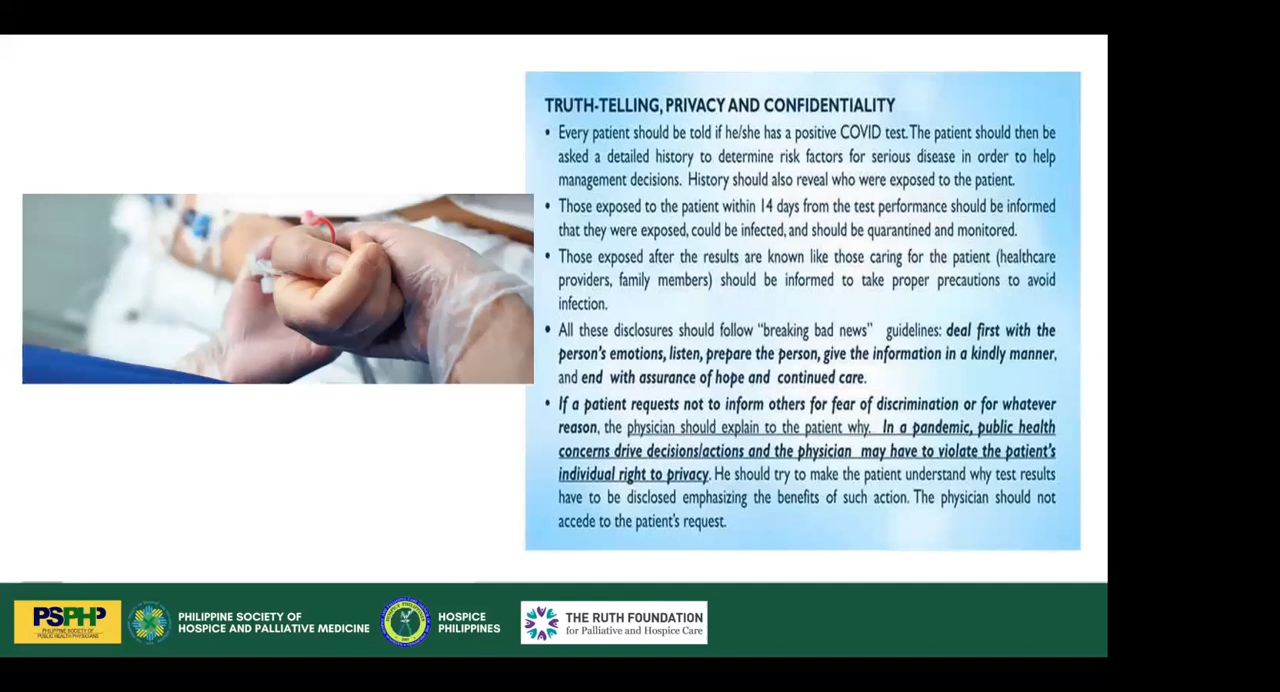 TRUTH-TELLING, PRIVACY AND CONFIDENTIALITY
• Every patient should be told if he/she has a positive COVID test. The patient should then be
asked a detailed history to determine risk factors for serious disease in order to help
management decisions. History should also reveal who were exposed to the patient.
• Those exposed to the patient within 14 days from the test performance should be informed
that they were exposed, could be infected, and should be quarantined and monitored.
• Those exposed after the results are known like those caring for the patient (healthcare
providers, family members) should be informed to take proper precautions to avoid
infection.
• All these disclosures should follow “breaking bad news” guidelines: deal first with the
person's emotions, listen, prepare the person, give the information in a kindly manner,
and end with assurance of hope and continued care.
• If a patient requests not to inform others for fear of discrimination or for whatever
reason, the physician should explain to the patient why. In a pandemic, public health
concerns drive decisions/actions and the physician may have to violate the patient's
individual right to privacy. He should try to make the patient understand why test results
have to be disclosed emphasizing the benefits of such action. The physician should not
accede to the patient's request.
PSPHP
PHILIPPINE SOCIETY OF
PUBLIC HEALTH PHYSICIANS
PHILIPPINE SOCIETY OF
HOSPICE AND PALLIATIVE MEDICINE
HOSPICE
PHILIPPINES
THE RUTH FOUNDATION
for Palliative and Hospice Care